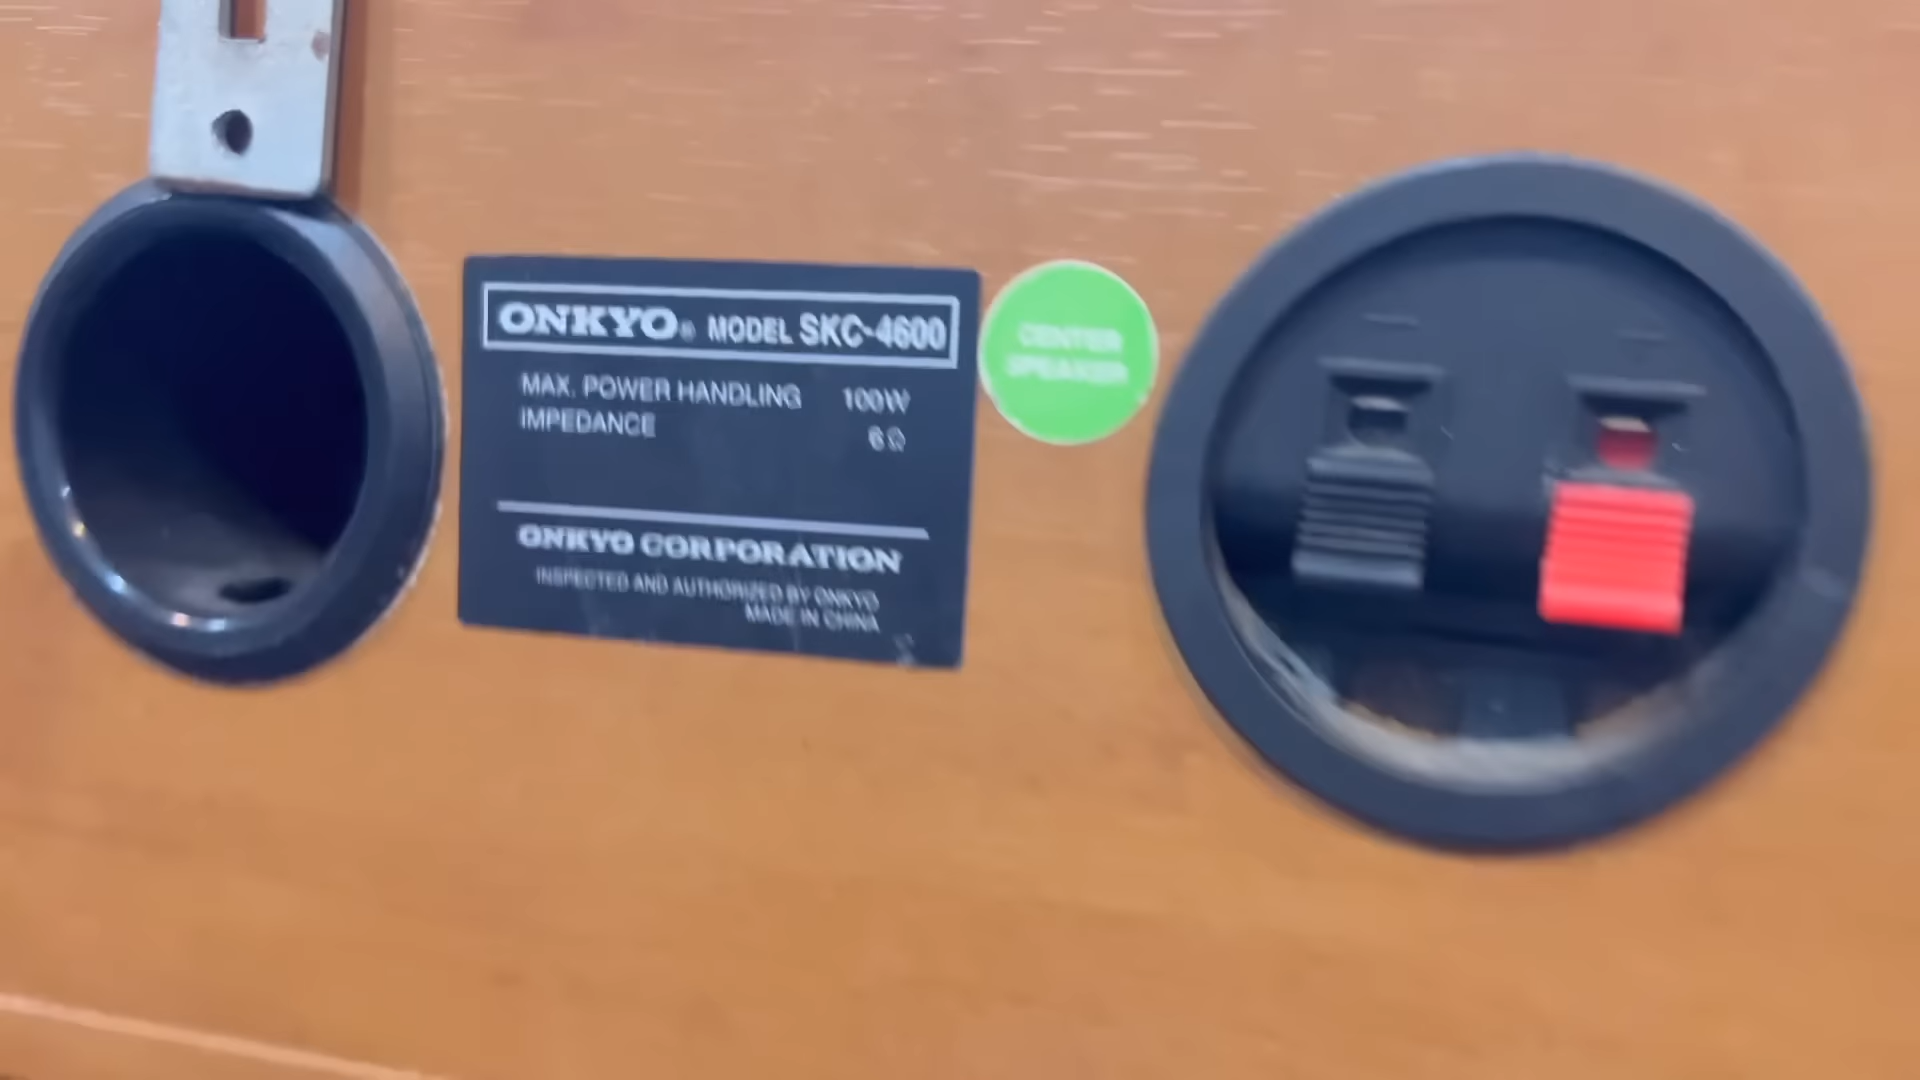 ONKYO® MODEL SKC-4600
MAX. POWER HANDLING 100W
IMPEDANCE 6Ω
ONKYO CORPORATION
INSPECTED AND AUTHORIZED BY ONKYO
MADE IN CHINA
CENTER
SPEAKER